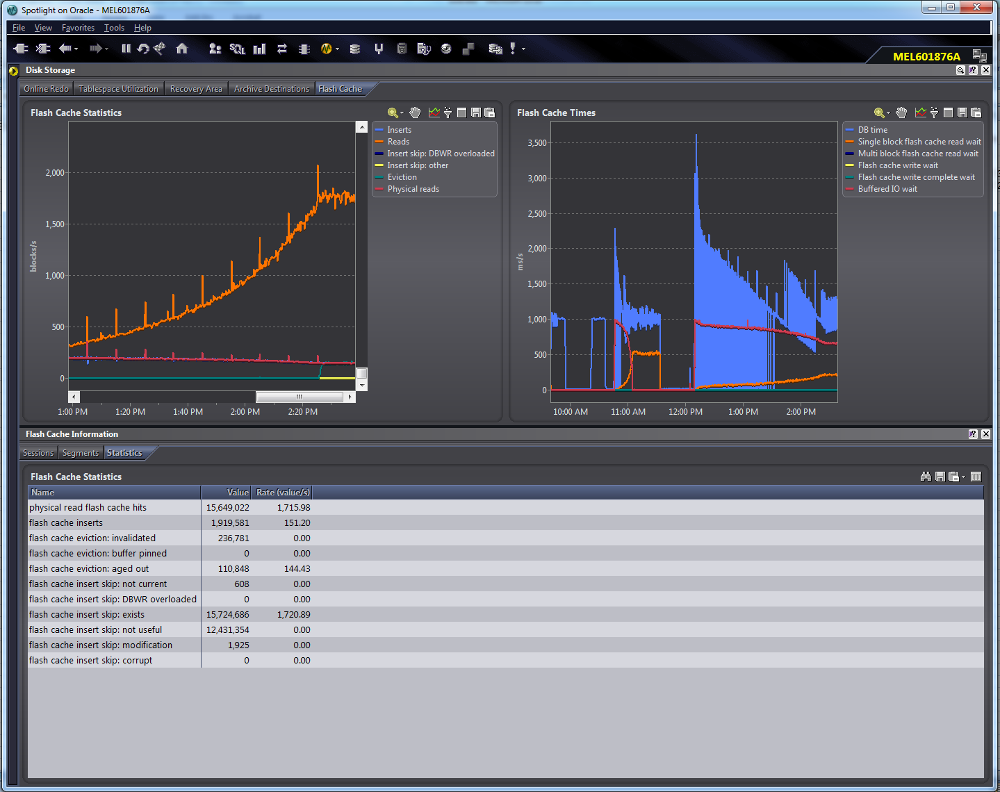 Spotlight on Oracle - MEL601876A
File View Favorites Tools Help
MEL601876A
Disk Storage
Online Redo Tablespace Utilization Recovery Area Archive Destinations Flash Cache
Flash Cache Statistics
Inserts
Reads
Insert skip: DBWR overloaded
Insert skip: other
Eviction
Physical reads
2,000
1,500
1,000
500
0
blocks/s
1:00 PM 1:20 PM 1:40 PM 2:00 PM 2:20 PM
Flash Cache Times
DB time
Single block flash cache read wait
Multi block flash cache read wait
Flash cache write wait
Flash cache write complete wait
Buffered IO wait
3,500
3,000
2,500
2,000
1,500
1,000
500
0
ms/s
10:00 AM 11:00 AM 12:00 PM 1:00 PM 2:00 PM
Flash Cache Information
Sessions Segments Statistics
Flash Cache Statistics
Name Value Rate (value/s)
physical read flash cache hits 15,649,022 1,715.98
flash cache inserts 1,919,581 151.20
flash cache eviction: invalidated 236,781 0.00
flash cache eviction: buffer pinned 0 0.00
flash cache eviction: aged out 110,848 144.43
flash cache insert skip: not current 608 0.00
flash cache insert skip: DBWR overloaded 0 0.00
flash cache insert skip: exists 15,724,686 1,720.89
flash cache insert skip: not useful 12,431,354 0.00
flash cache insert skip: modification 1,925 0.00
flash cache insert skip: corrupt 0 0.00